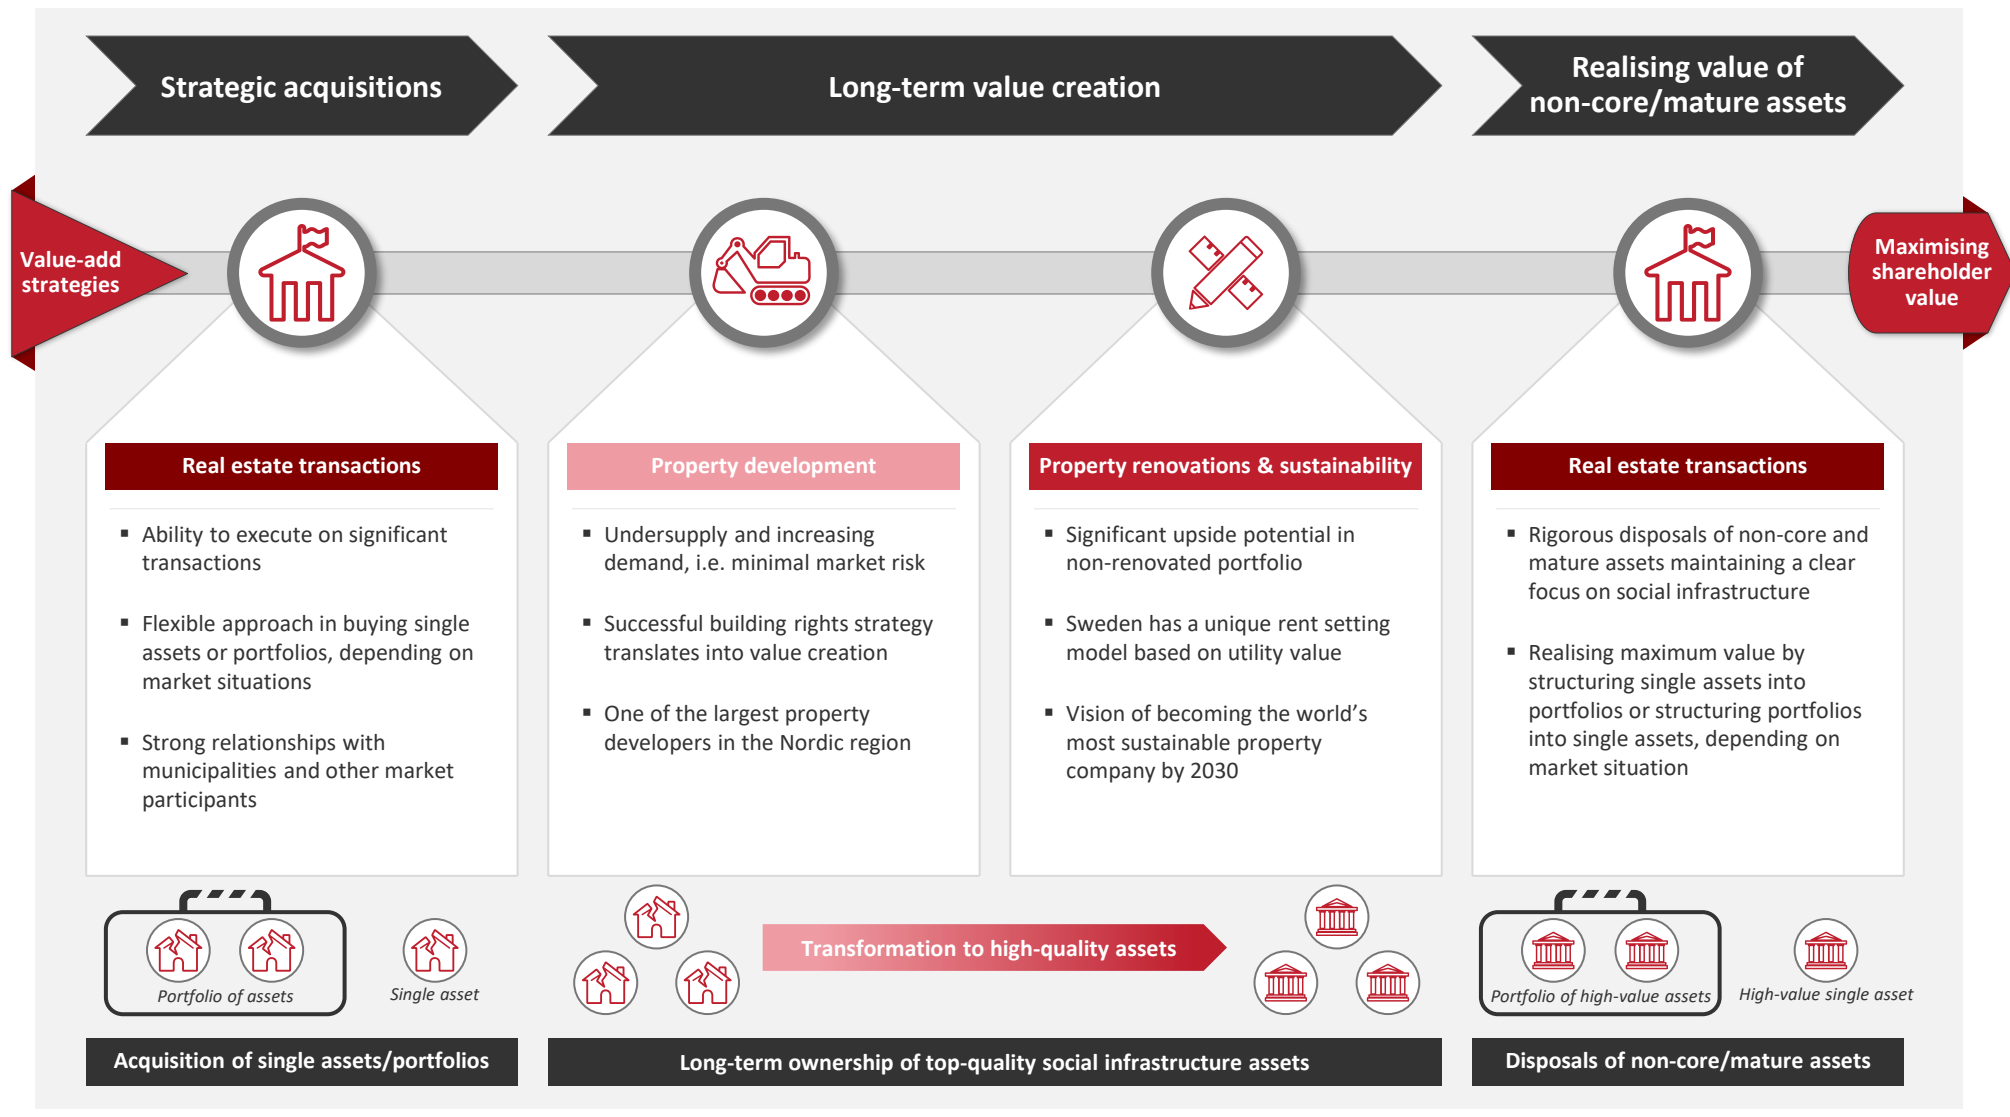 Strategic acquisitions
Long-term value creation
Realising value of
non-core/mature assets
Value-add
strategies
Maximising
shareholder
value
Real estate transactions
▪ Ability to execute on significant
transactions
▪ Flexible approach in buying single
assets or portfolios, depending on
market situations
▪ Strong relationships with
municipalities and other market
participants
Property development
▪ Undersupply and increasing
demand, i.e. minimal market risk
▪ Successful building rights strategy
translates into value creation
▪ One of the largest property
developers in the Nordic region
Property renovations & sustainability
▪ Significant upside potential in
non-renovated portfolio
▪ Sweden has a unique rent setting
model based on utility value
▪ Vision of becoming the world’s
most sustainable property
company by 2030
Real estate transactions
▪ Rigorous disposals of non-core and
mature assets maintaining a clear
focus on social infrastructure
▪ Realising maximum value by
structuring single assets into
portfolios or structuring portfolios
into single assets, depending on
market situation
Portfolio of assets
Single asset
Transformation to high-quality assets
Portfolio of high-value assets
High-value single asset
Acquisition of single assets/portfolios
Long-term ownership of top-quality social infrastructure assets
Disposals of non-core/mature assets